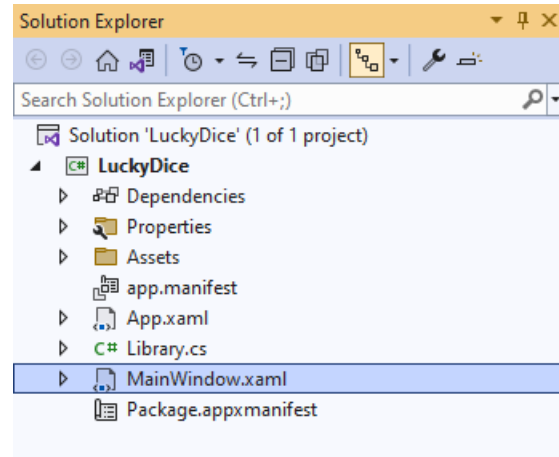 Solution Explorer
Search Solution Explorer (Ctrl+;)
Solution 'LuckyDice' (1 of 1 project)
C# LuckyDice
Dependencies
Properties
Assets
app.manifest
App.xaml
C# Library.cs
MainWindow.xaml
Package.appxmanifest